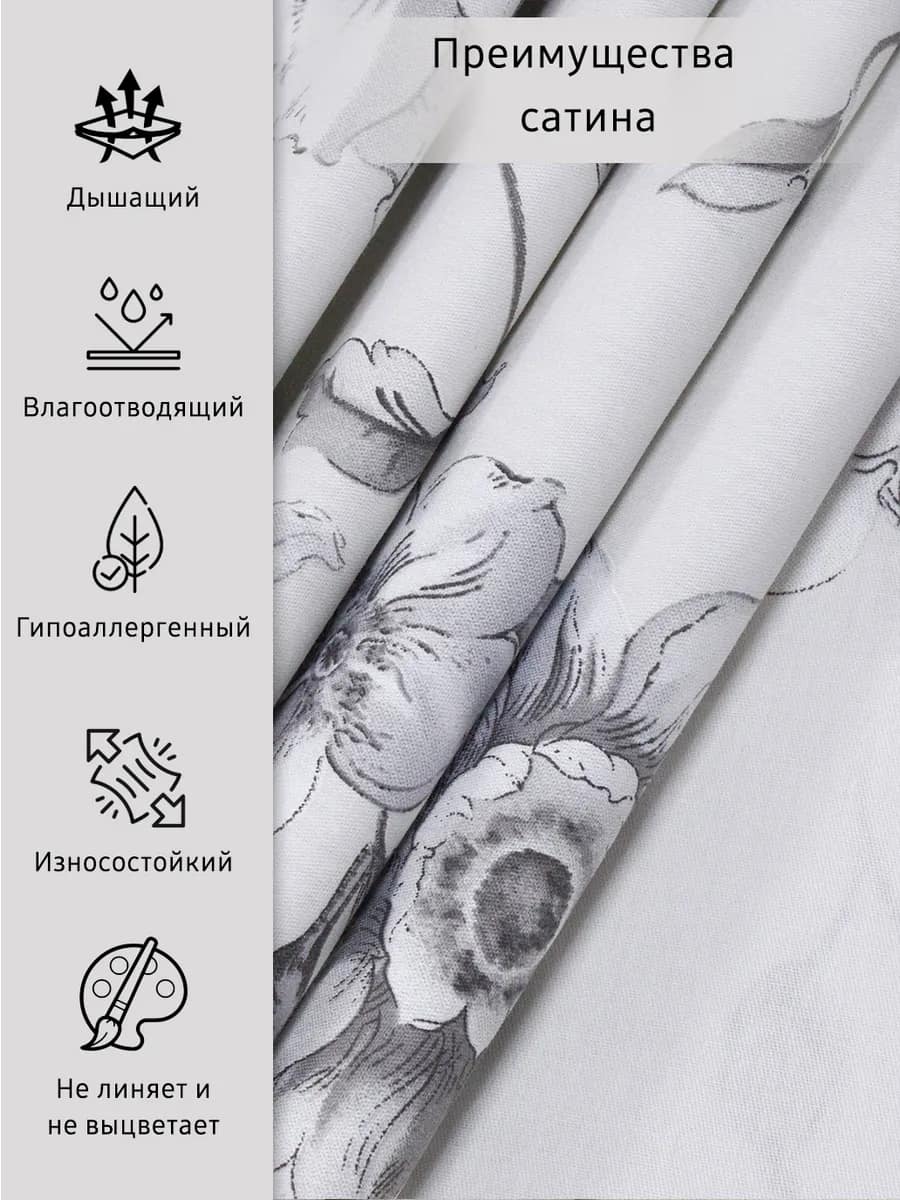 Преимущества
сатина
Дышащий
Влагоотводящий
Гипоаллергенный
Износостойкий
Не линяет и
не выцветает